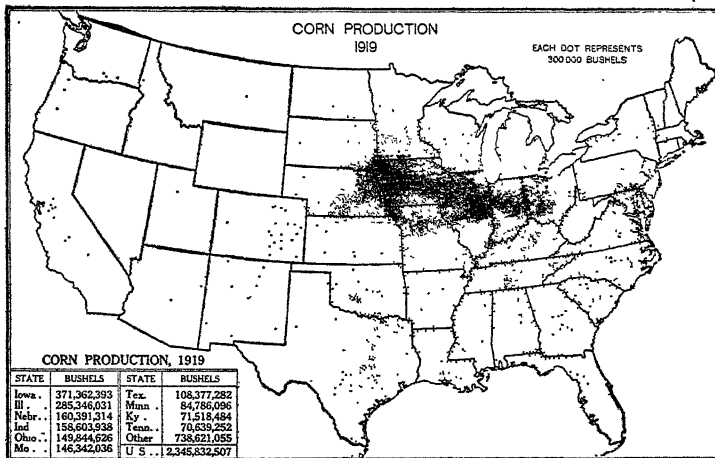 CORN PRODUCTION
1919
EACH DOT REPRESENTS
300 000 BUSHELS
CORN PRODUCTION, 1919
STATE BUSHELS STATE BUSHELS
Iowa . 371,362,393 Tex. 108,377,282
Ill . . 285,346,031 Minn . 84,786,096
Nebr. . 160,391,314 Ky . 71,518,484
Ind 158,603,938 Tenn. . 70,639,252
Ohio . . 149,844,626 Other 738,621,055
Mo . . 146,342,036 U S . . 2,345,832,507